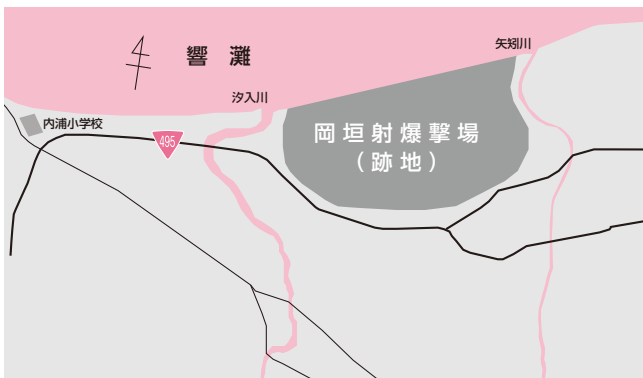 矢矧川
響灘
汐入川
内浦小学校
495
岡垣射爆撃場
（跡地）